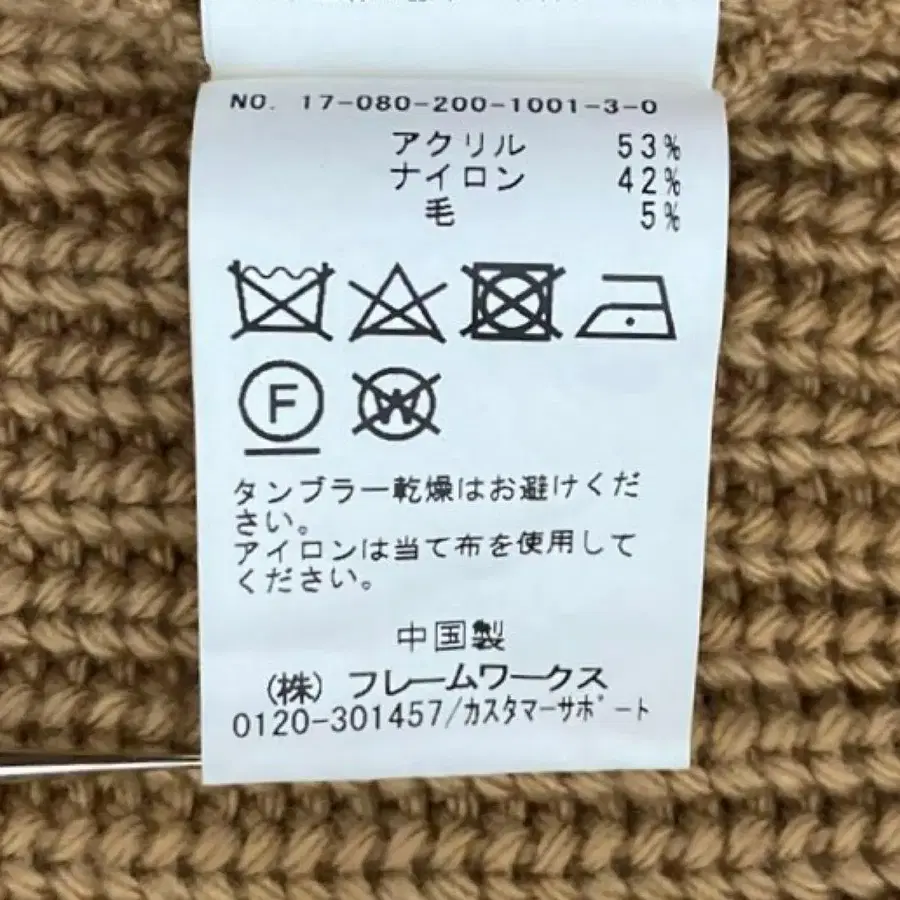 NO. 17-080-200-1001-3-0
アクリル 53%
ナイロン 42%
毛 5%
F
W
タンブラー乾燥はお避けくだ
さい。
アイロンは当て布を使用して
ください。
中国製
(株) フレームワークス
0120-301457/カスタマーサポート